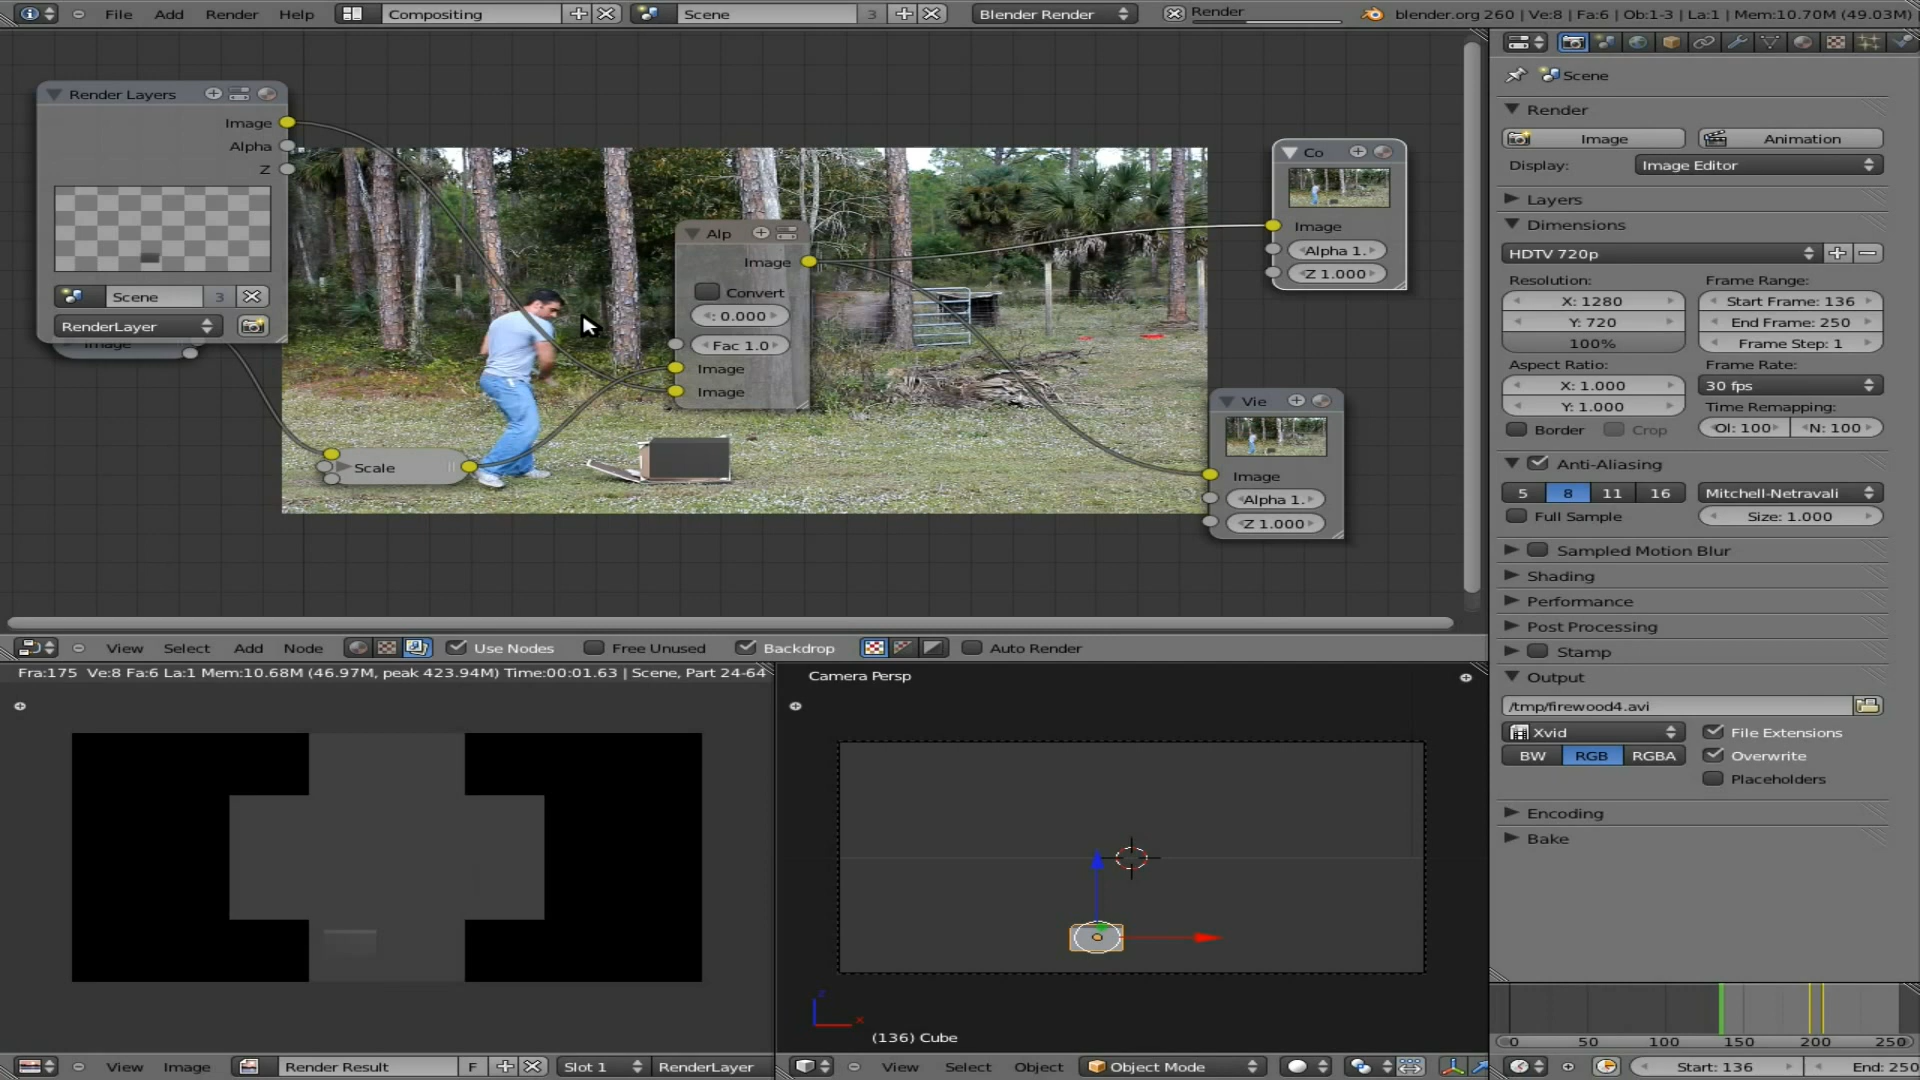 File Add Render Help Compositing Scene 3 Blender Render Render blender.org 260 | Ve:8 | Fa:6 | Ob:1-3 | La:1 | Mem:10.70M (49.03M)
Render Layers
Image
Alpha
Z
Scene 3
RenderLayer
Image
Scale
Alp
Image
Convert
: 0.000
Fac 1.0
Image
Image
Co
Image
Alpha 1.
Z 1.000
Vie
Image
Alpha 1.
Z 1.000
View Select Add Node Use Nodes Free Unused Backdrop Auto Render
Fra:175 Ve:8 Fa:6 La:1 Mem:10.68M (46.97M, peak 423.94M) Time:00:01.63 | Scene, Part 24-64
View Image Render Result F Slot 1 RenderLayer
Camera Persp
z
x
(136) Cube
View Select Object Object Mode
Scene
Render
Image Animation
Display: Image Editor
Layers
Dimensions
HDTV 720p
Resolution: Frame Range:
X: 1280 Start Frame: 136
Y: 720 End Frame: 250
100% Frame Step: 1
Aspect Ratio: Frame Rate:
X: 1.000 30 fps
Y: 1.000 Time Remapping:
Border Crop Ol: 100 N: 100
Anti-Aliasing
5 8 11 16 Mitchell-Netravali
Full Sample Size: 1.000
Sampled Motion Blur
Shading
Performance
Post Processing
Stamp
Output
/tmp/firewood4.avi
Xvid File Extensions
BW RGB RGBA Overwrite
Placeholders
Encoding
Bake
0 50 100 150 200 250
Start: 136 End: 250